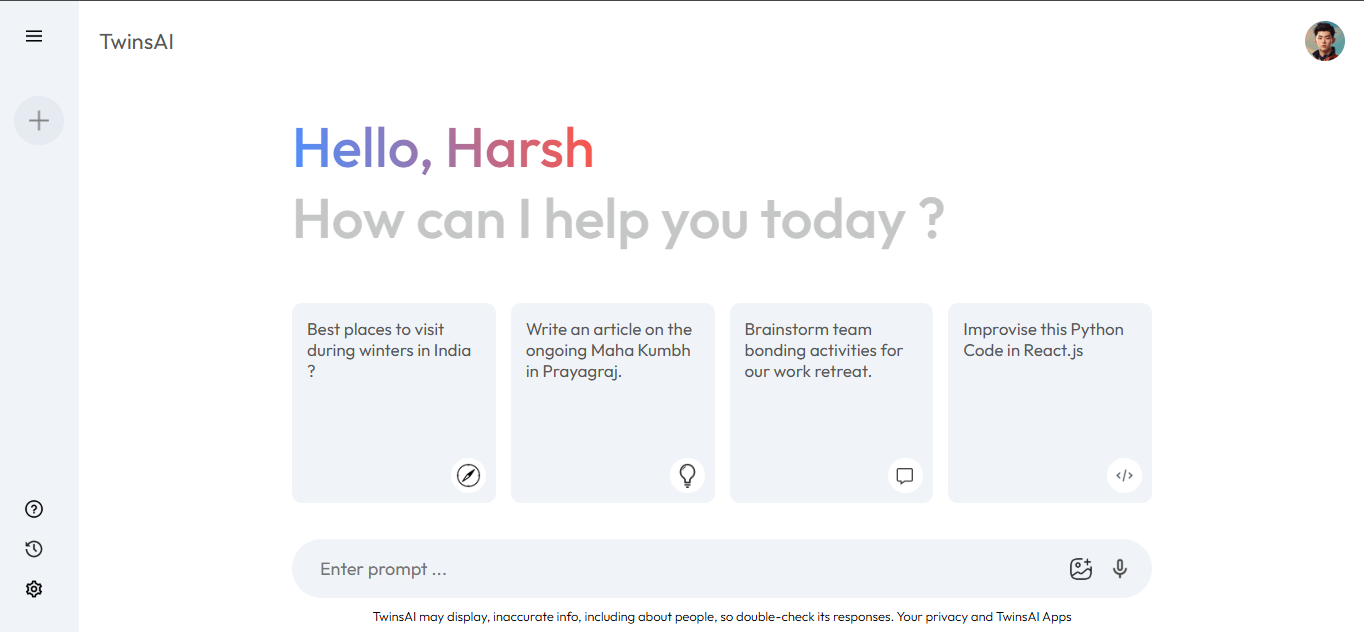 TwinsAI
Hello, Harsh
How can I help you today ?
Best places to visit
during winters in India
?
Write an article on the
ongoing Maha Kumbh
in Prayagraj.
Brainstorm team
bonding activities for
our work retreat.
Improvise this Python
Code in React.js
Enter prompt ...
TwinsAI may display, inaccurate info, including about people, so double-check its responses. Your privacy and TwinsAI Apps